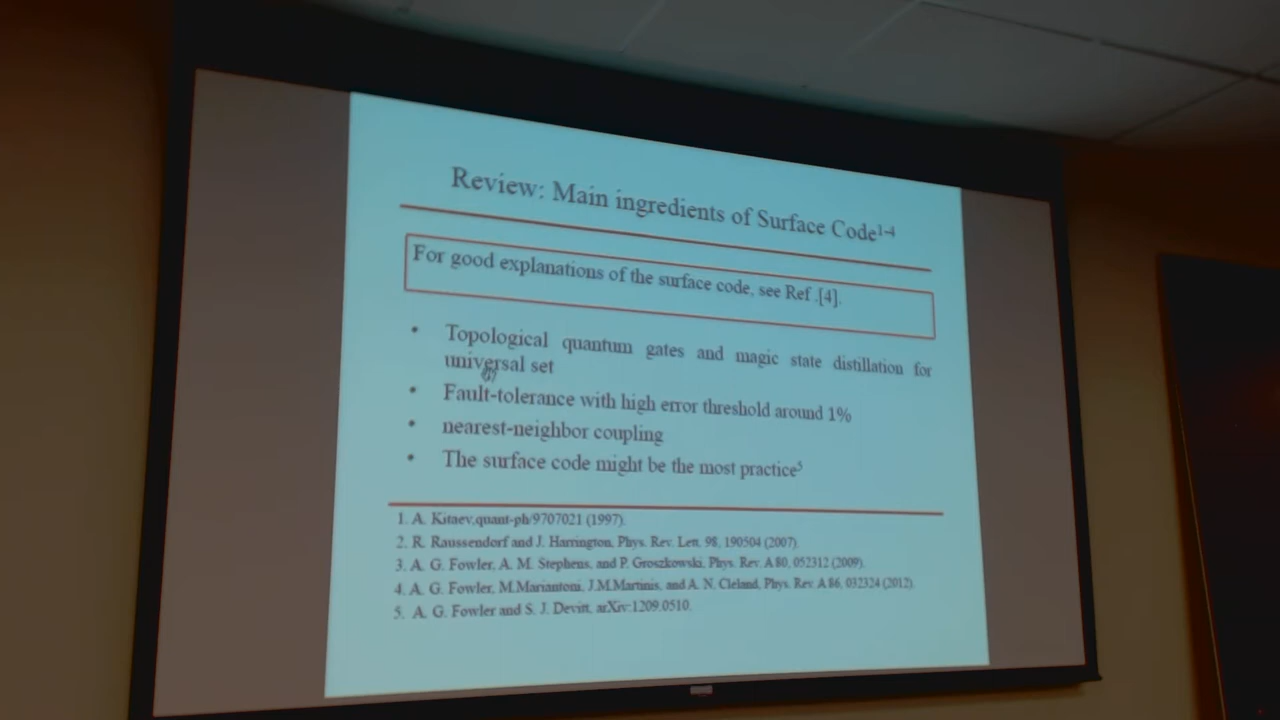 Review: Main ingredients of Surface Code¹⁻⁴
For good explanations of the surface code, see Ref .[4].
• Topological quantum gates and magic state distillation for
universal set
• Fault-tolerance with high error threshold around 1%
• nearest-neighbor coupling
• The surface code might be the most practice⁵
1. A. Kitaev,quant-ph/9707021 (1997).
2. R. Raussendorf and J. Harrington, Phys. Rev. Lett. 98, 190504 (2007).
3. A. G. Fowler, A. M. Stephens, and P. Groszkowski, Phys. Rev. A 80, 052312 (2009).
4. A. G. Fowler, M.Mariantoni, J.M.Martinis, and A. N. Cleland, Phys. Rev. A 86, 032324 (2012).
5. A. G. Fowler and S. J. Devitt, arXiv:1209.0510.